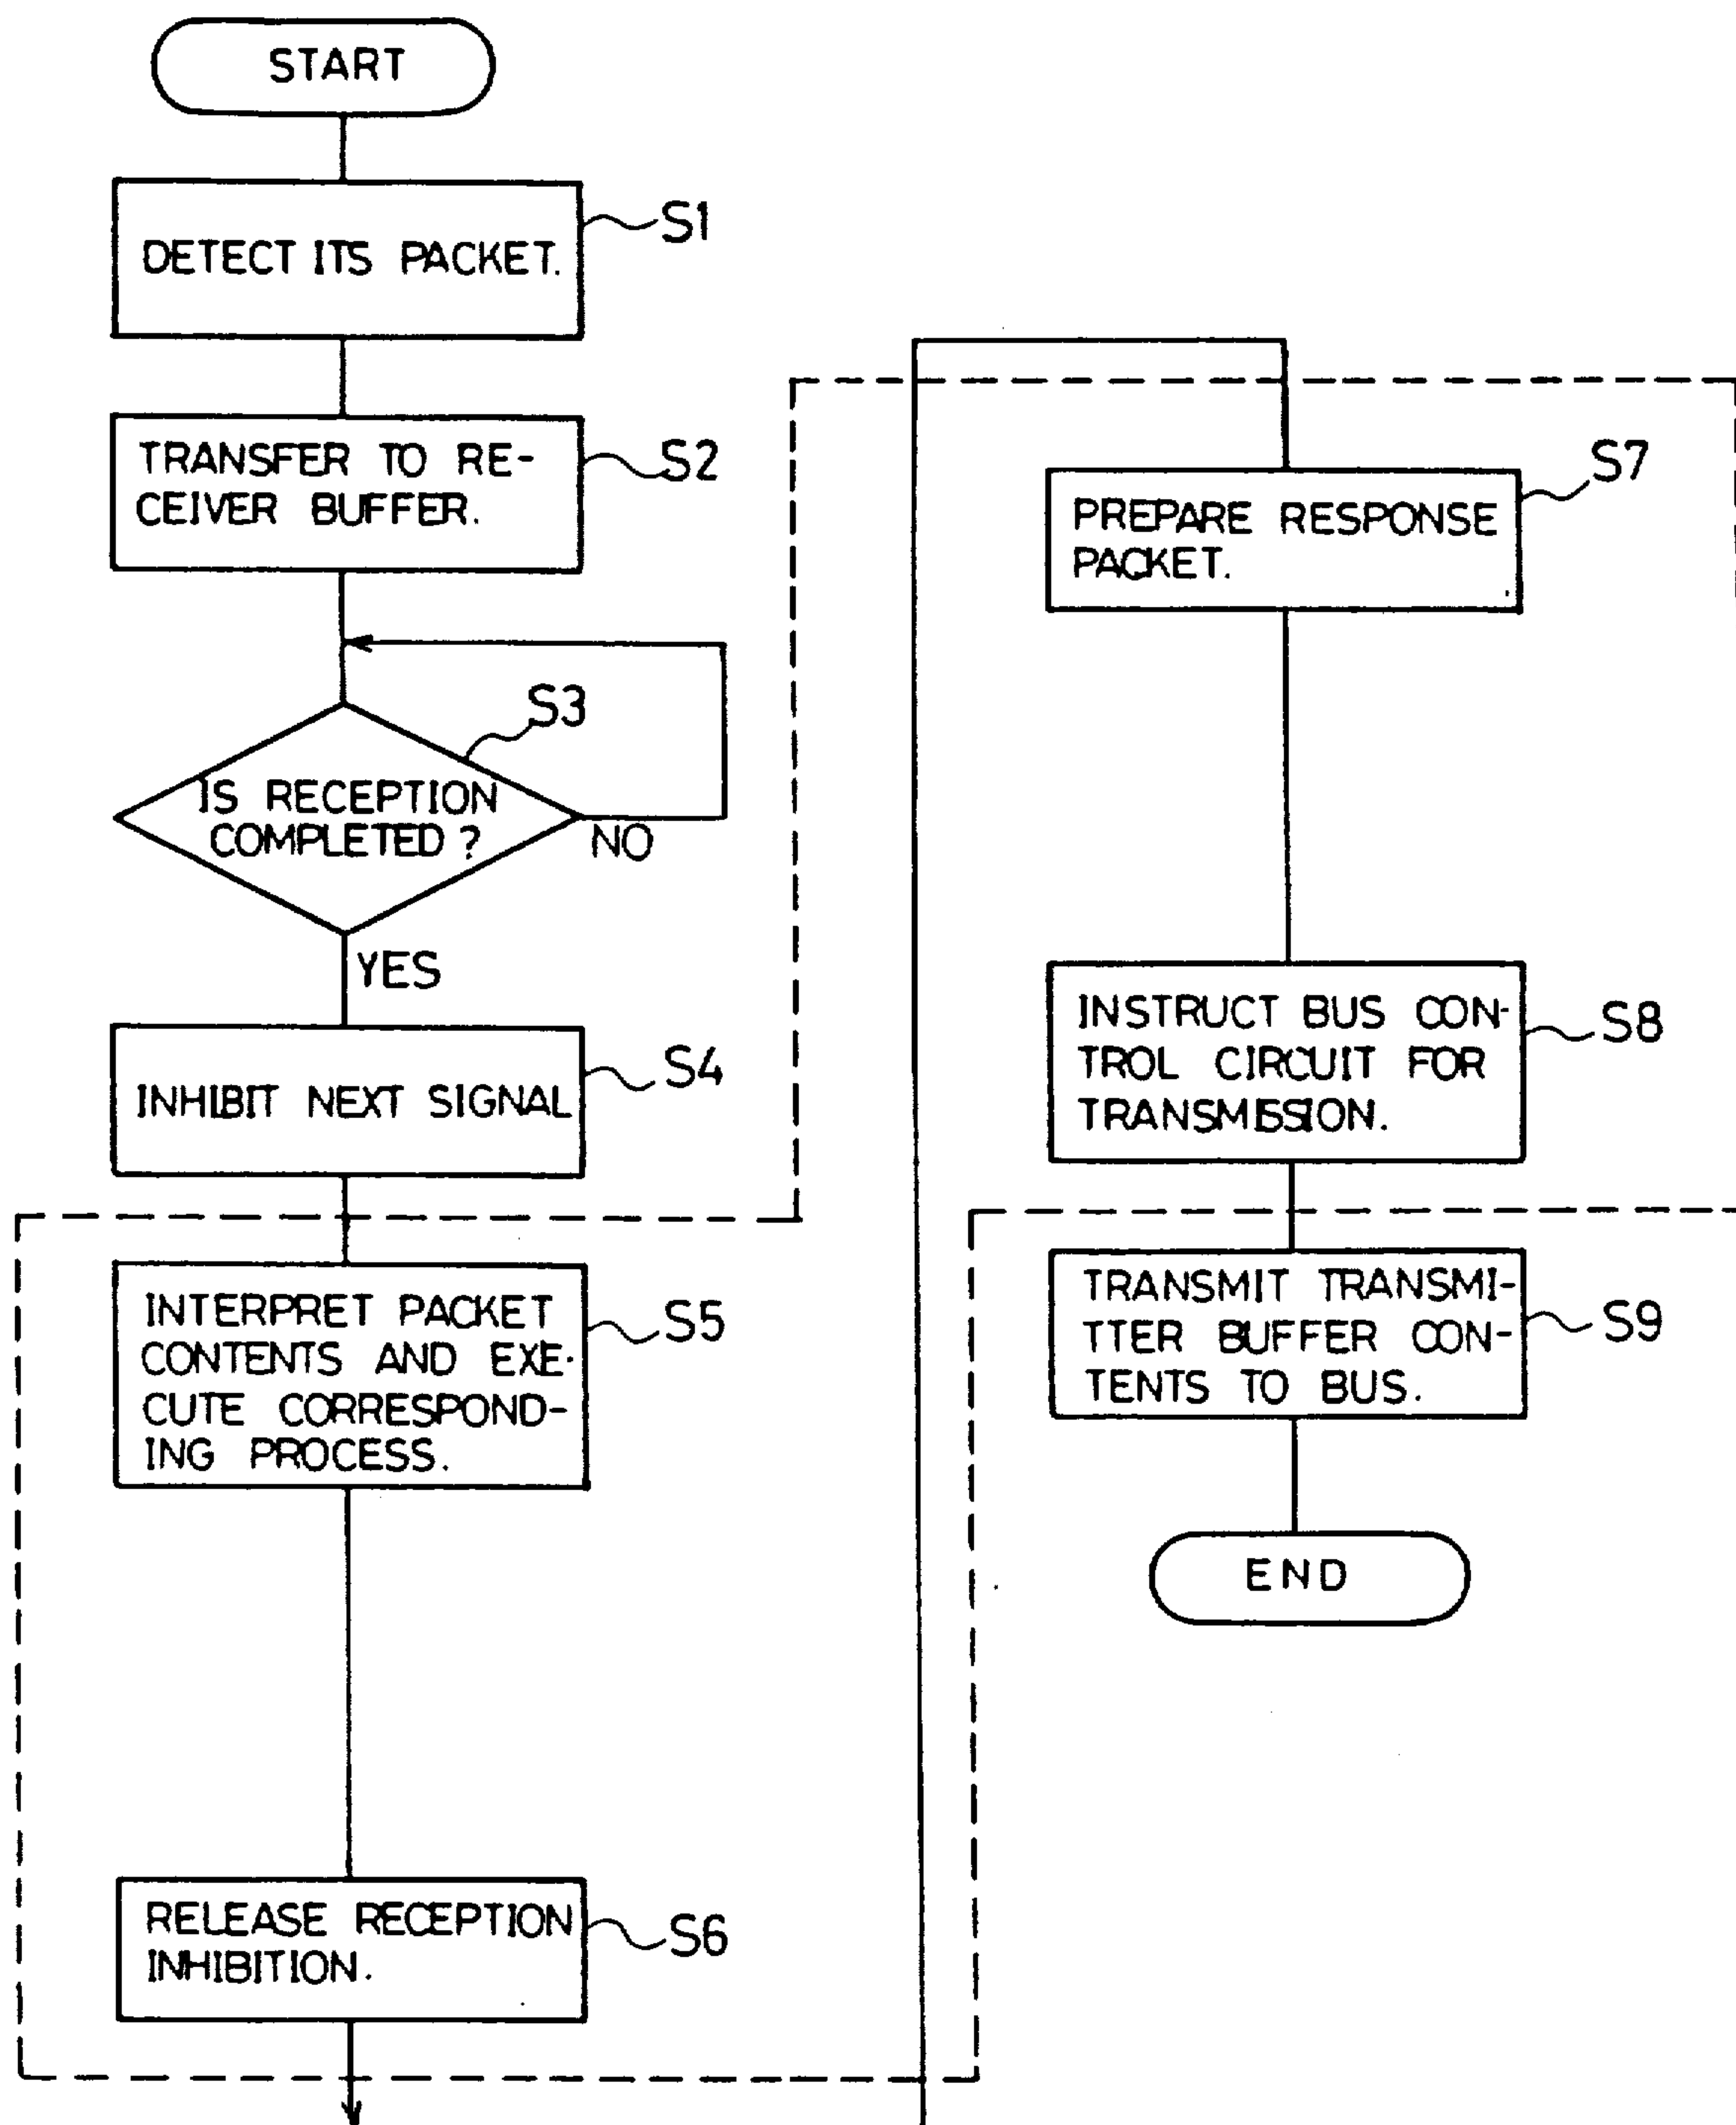 START
DETECT ITS PACKET.
S1
TRANSFER TO RE-
CEIVER BUFFER.
S2
S3
IS RECEPTION
COMPLETED ?
NO
YES
INHIBIT NEXT SIGNAL
S4
INTERPRET PACKET
CONTENTS AND EXE-
CUTE CORRESPOND-
ING PROCESS.
S5
RELEASE RECEPTION
INHIBITION.
S6
PREPARE RESPONSE
PACKET.
S7
INSTRUCT BUS CON-
TROL CIRCUIT FOR
TRANSMISSION.
S8
TRANSMIT TRANSMI-
TTER BUFFER CON-
TENTS TO BUS.
S9
END